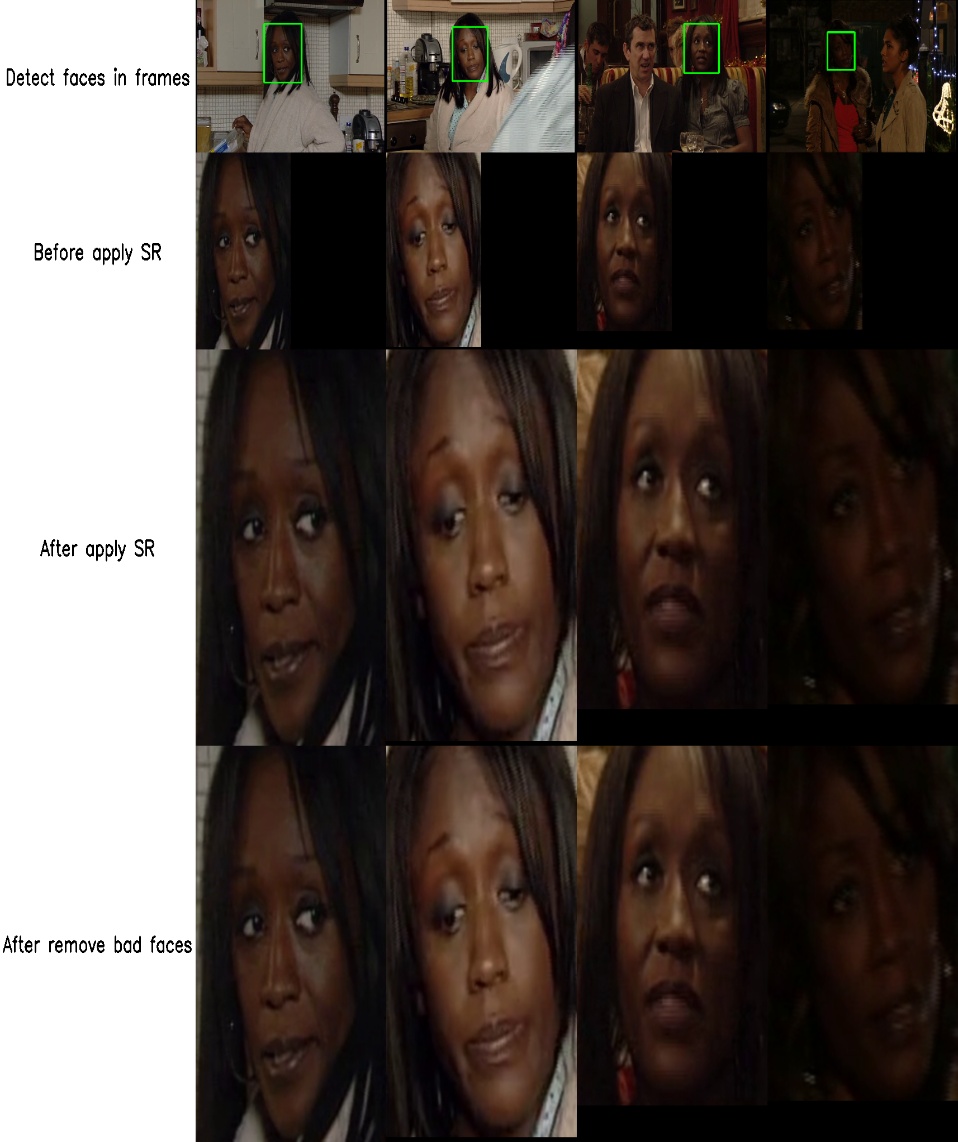 Detect faces in frames
Before apply SR
After apply SR
After remove bad faces